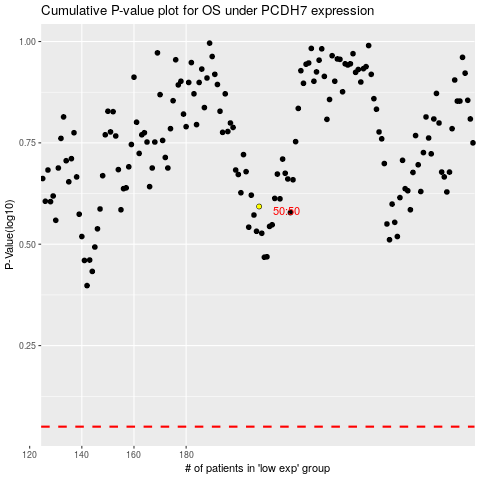 Cumulative P-value plot for OS under PCDH7 expression
1.00
0.75
0.50
0.25
P-Value(log10)
50:50
120 140 160 180
# of patients in 'low exp' group